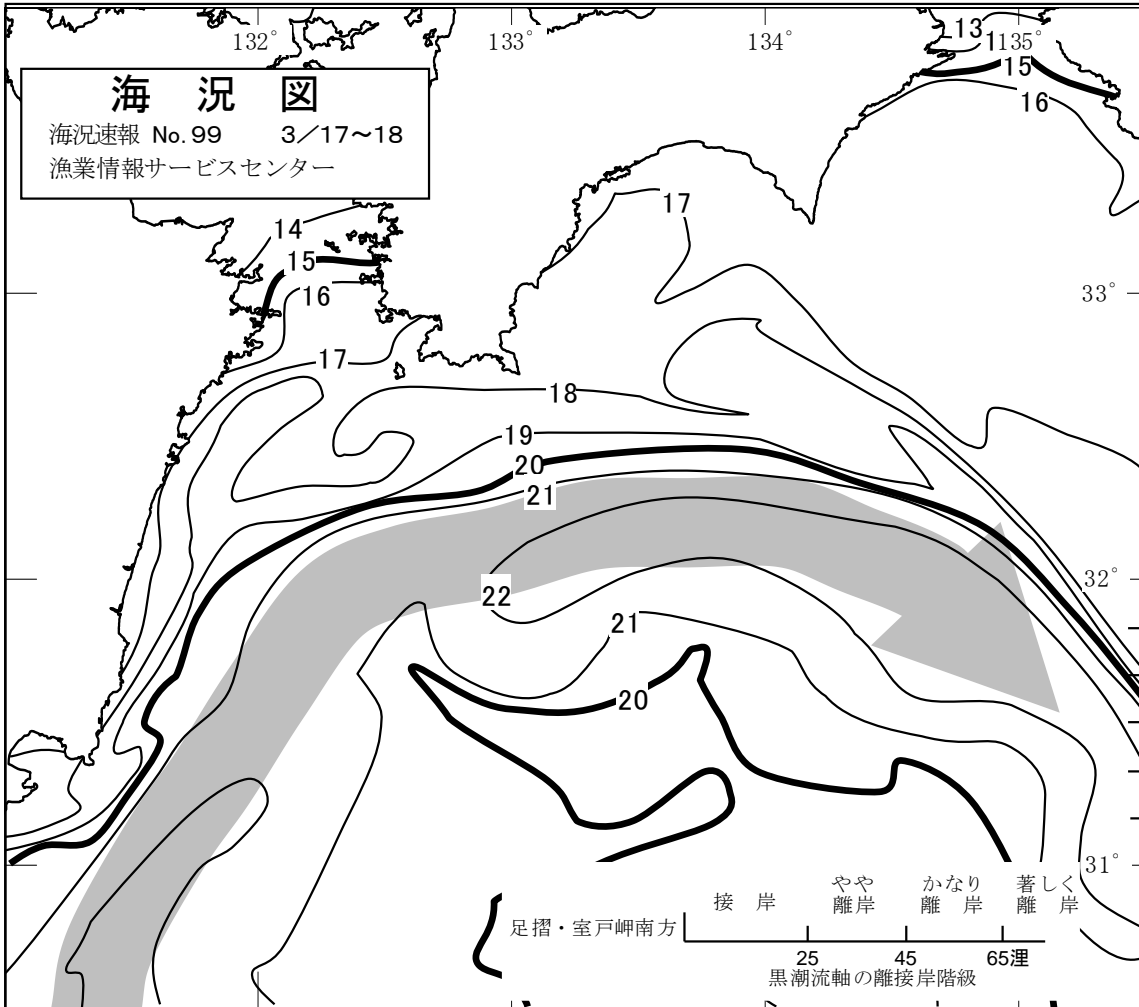 132°
133°
134°
135°
海 況 図
海況速報 No.99 3/17～18
漁業情報サービスセンター
13
1
15
16
17
14
15
16
33°
17
18
19
20
21
32°
22
21
20
31°
接 岸
やや
離岸
かなり
離 岸
著しく
離 岸
足摺・室戸岬南方
25
45
65浬
黒潮流軸の離接岸階級